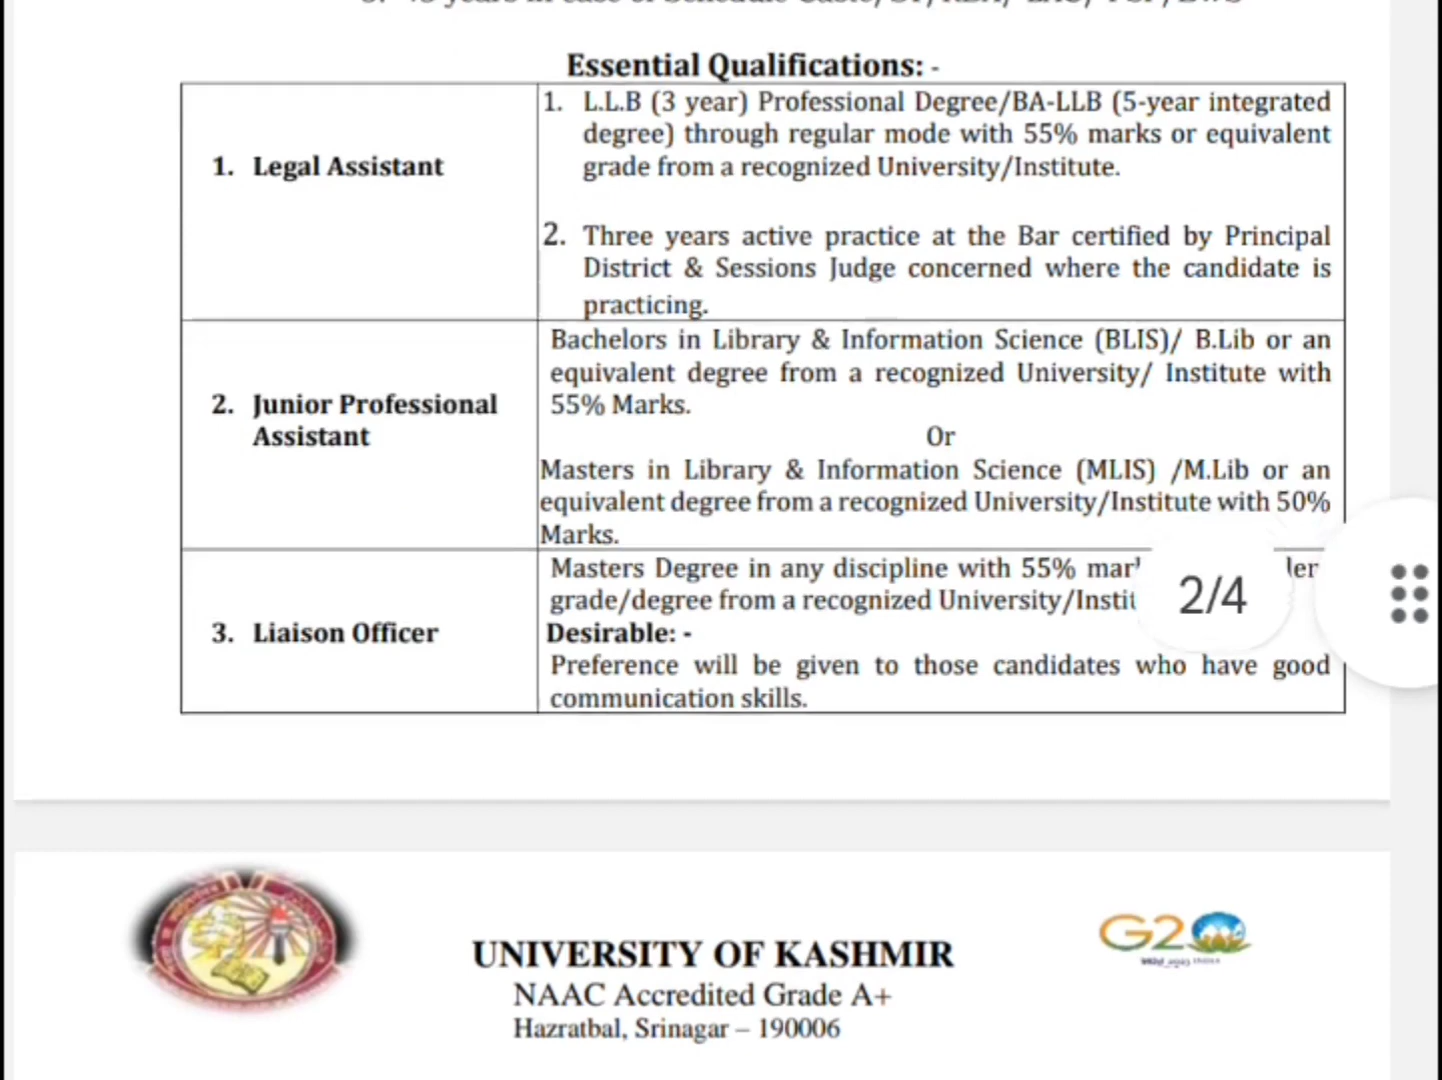 Essential Qualifications: -
1. Legal Assistant
1. L.L.B (3 year) Professional Degree/BA-LLB (5-year integrated
degree) through regular mode with 55% marks or equivalent
grade from a recognized University/Institute.
2. Three years active practice at the Bar certified by Principal
District & Sessions Judge concerned where the candidate is
practicing.
2. Junior Professional
Assistant
Bachelors in Library & Information Science (BLIS)/ B.Lib or an
equivalent degree from a recognized University/ Institute with
55% Marks.
Or
Masters in Library & Information Science (MLIS) /M.Lib or an
equivalent degree from a recognized University/Institute with 50%
Marks.
3. Liaison Officer
Masters Degree in any discipline with 55%
grade/degree from a recognized
Desirable: -
Preference will be given to those candidates who have good
communication skills.
2/4
UNIVERSITY OF KASHMIR
NAAC Accredited Grade A+
Hazratbal, Srinagar – 190006
G20